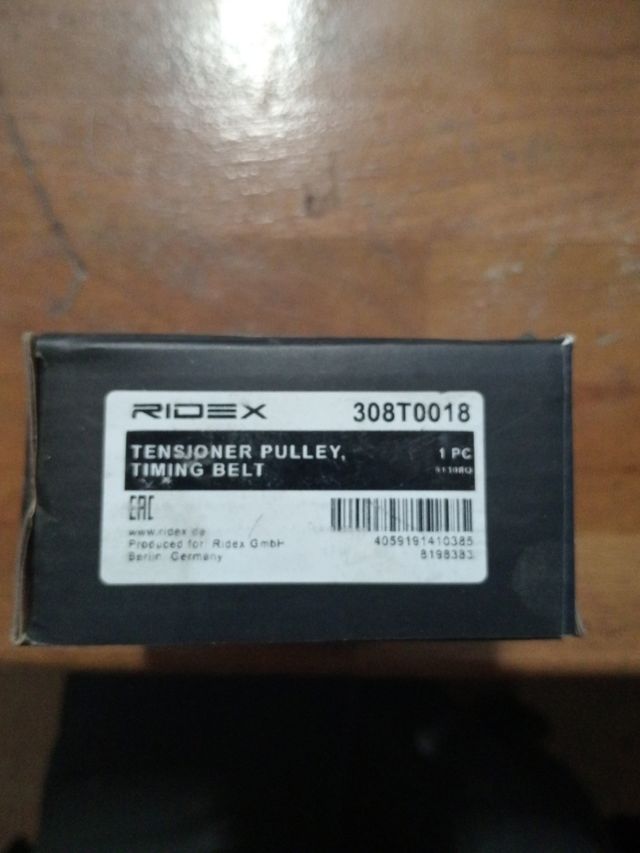 RIDEX 308T0018
TENSIONER PULLEY, 1 PC
TIMING BELT
EAC
www.ridex.de
Produced for: Ridex GmbH 4059191410385
Berlin, Germany 8198383